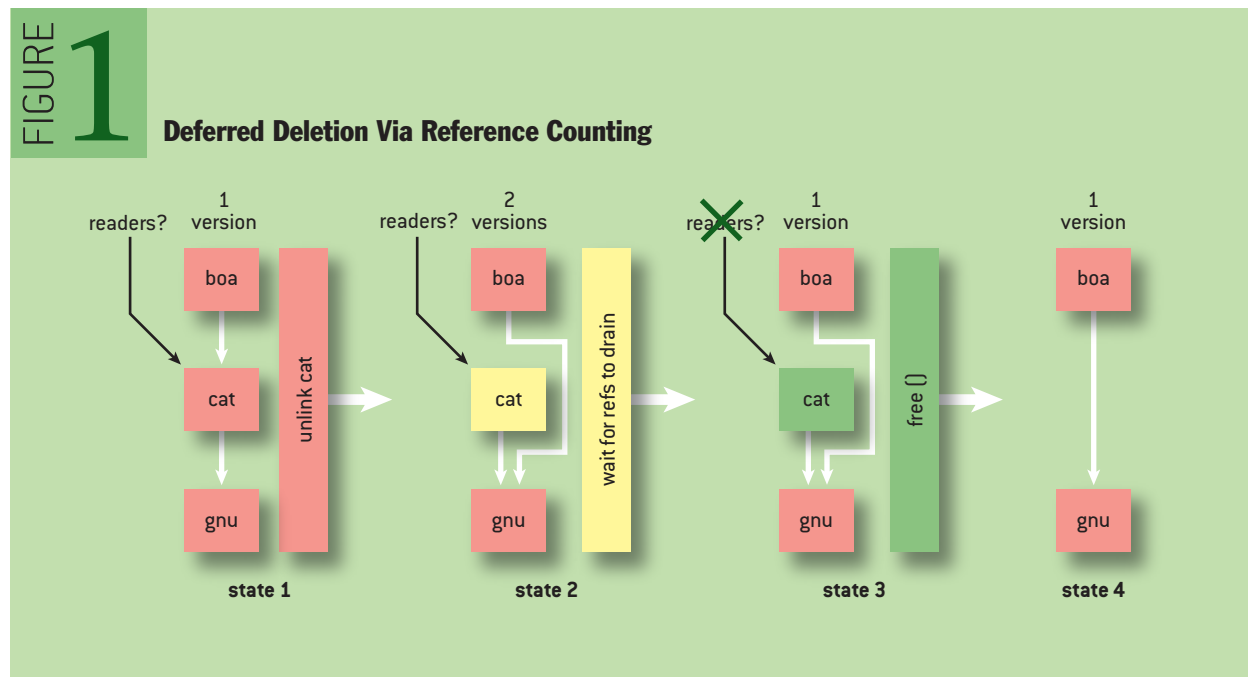 FIGURE 1
Deferred Deletion Via Reference Counting
readers?
1
version
boa
cat
gnu
unlink cat
state 1
readers?
2
versions
boa
cat
gnu
wait for refs to drain
state 2
readers?
1
version
boa
cat
gnu
free ()
state 3
1
version
boa
gnu
state 4